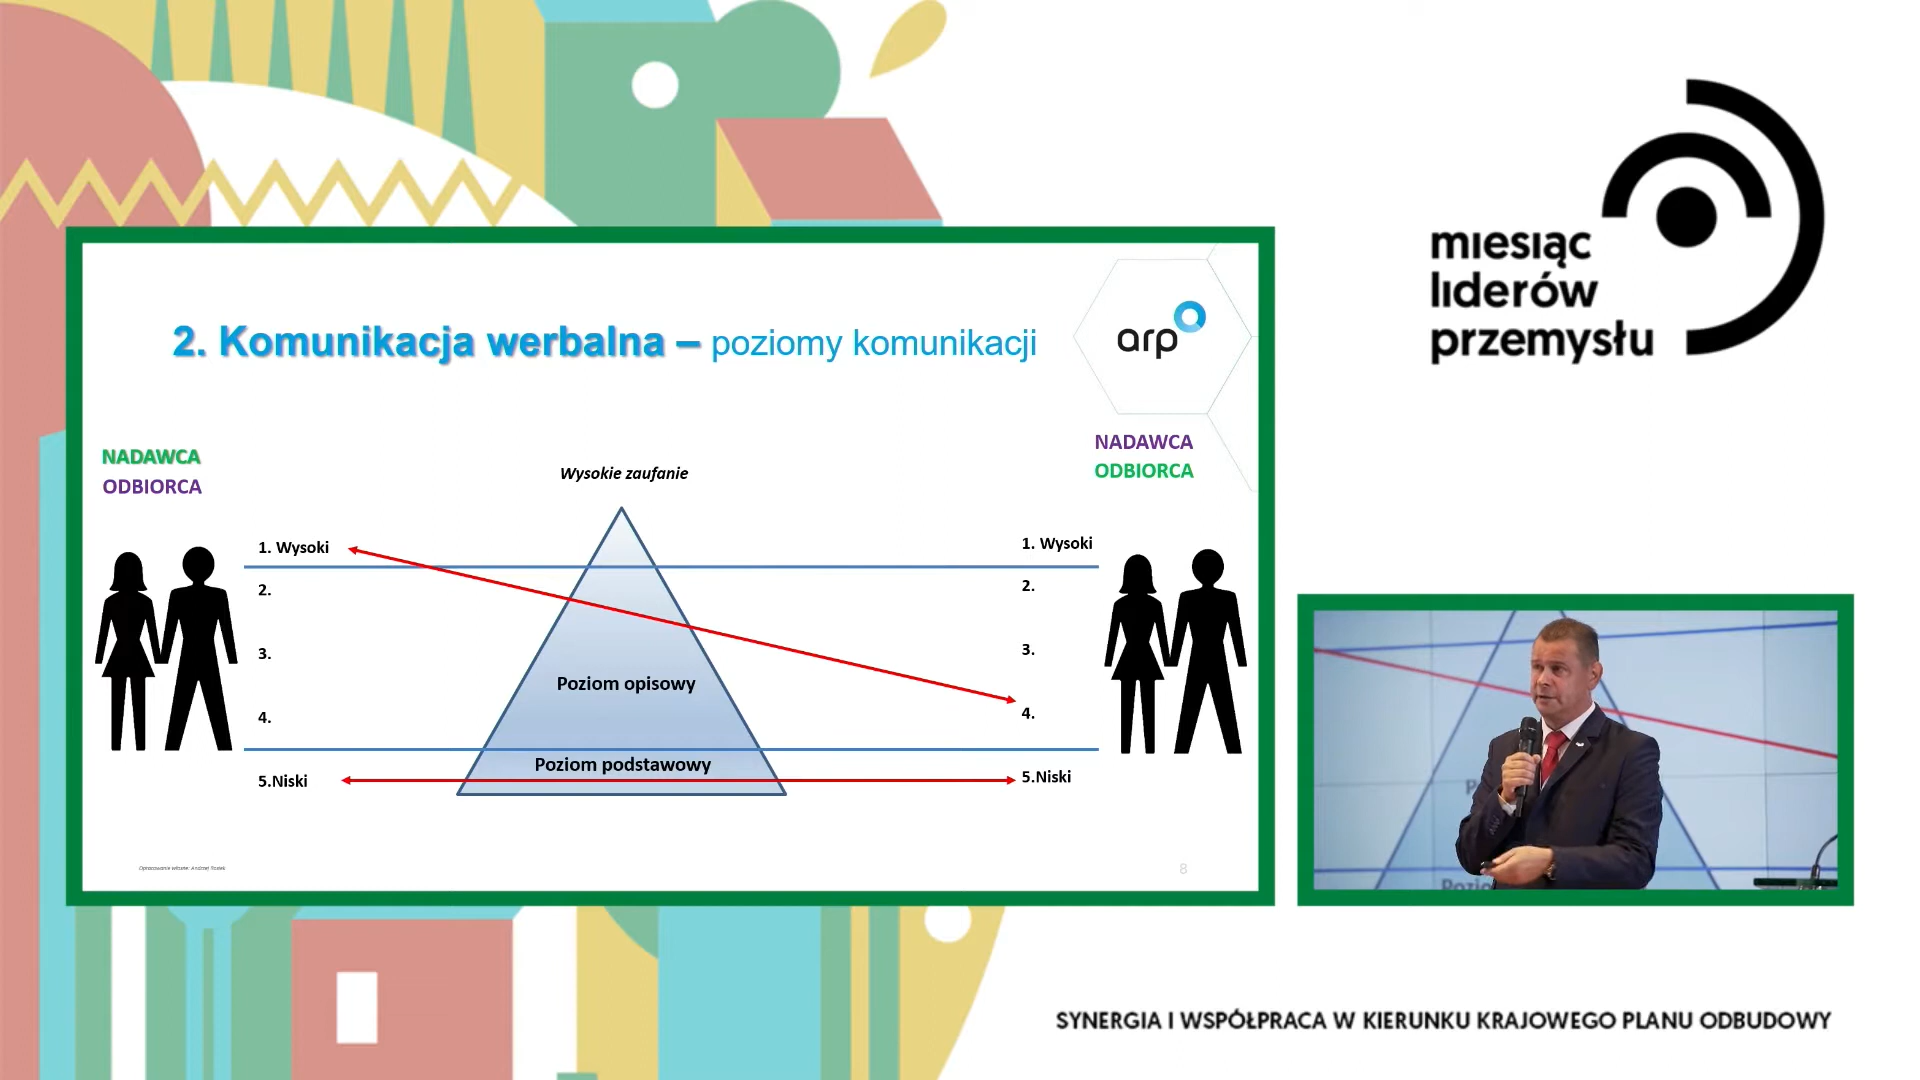 miesiąc
liderów
przemysłu
2. Komunikacja werbalna – poziomy komunikacji
arp
NADAWCA
ODBIORCA
NADAWCA
ODBIORCA
Wysokie zaufanie
1. Wysoki
2.
3.
4.
5.Niski
Poziom opisowy
Poziom podstawowy
1. Wysoki
2.
3.
4.
5.Niski
8
SYNERGIA I WSPÓŁPRACA W KIERUNKU KRAJOWEGO PLANU ODBUDOWY